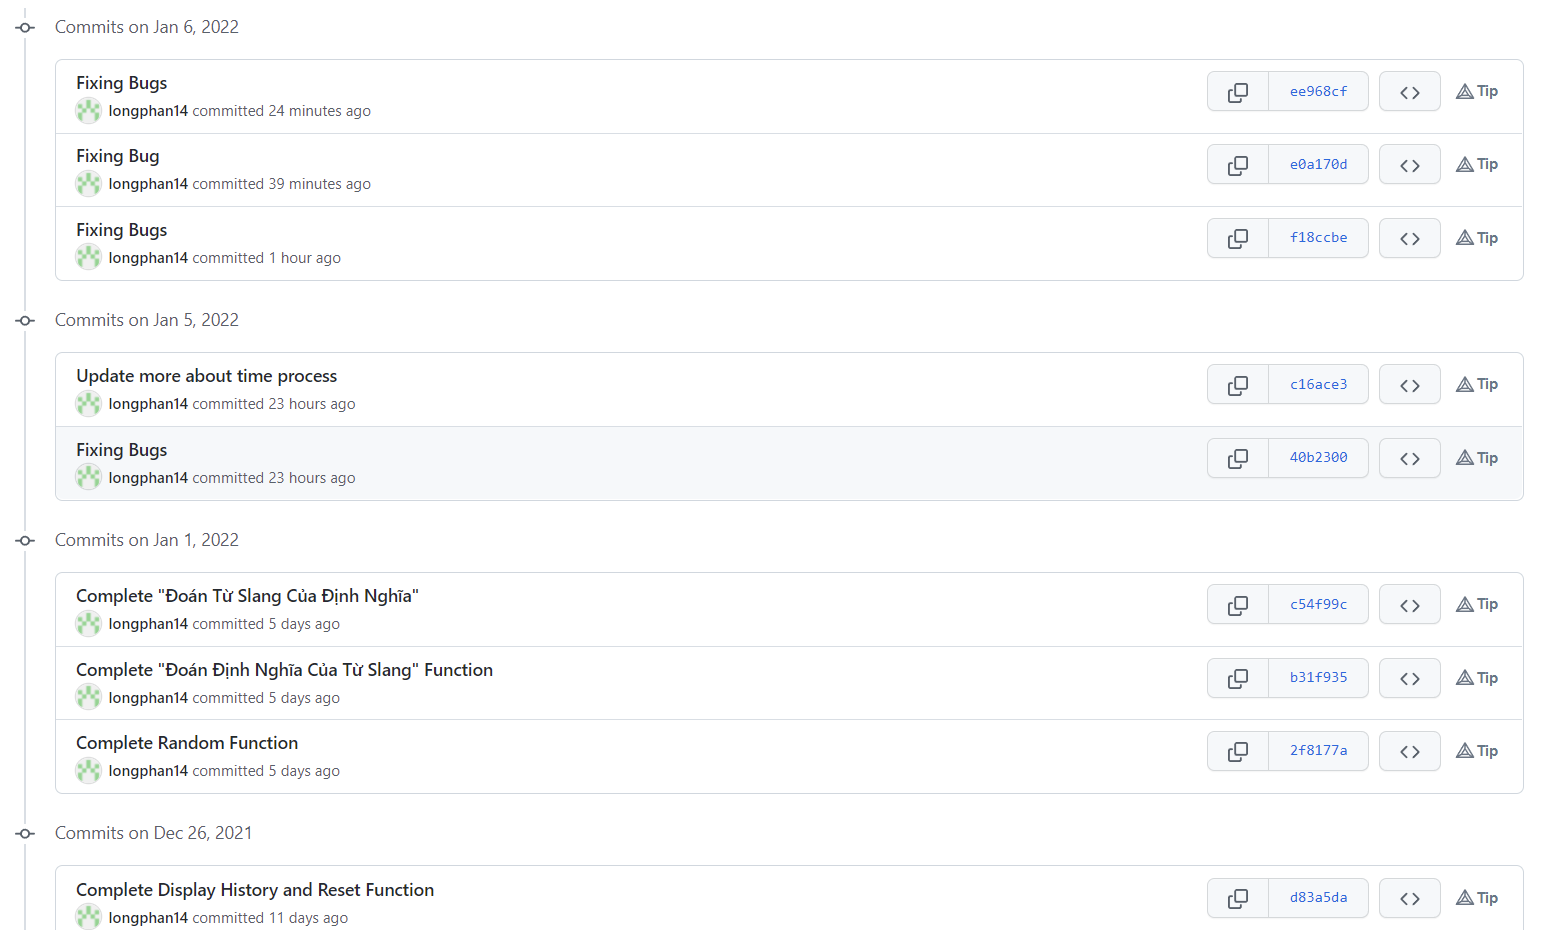 Commits on Jan 6, 2022
Fixing Bugs
longphan14 committed 24 minutes ago
ee968cf
Tip
Fixing Bug
longphan14 committed 39 minutes ago
e0a170d
Tip
Fixing Bugs
longphan14 committed 1 hour ago
f18ccbe
Tip
Commits on Jan 5, 2022
Update more about time process
longphan14 committed 23 hours ago
c16ace3
Tip
Fixing Bugs
longphan14 committed 23 hours ago
40b2300
Tip
Commits on Jan 1, 2022
Complete "Đoán Từ Slang Của Định Nghĩa"
longphan14 committed 5 days ago
c54f99c
Tip
Complete "Đoán Định Nghĩa Của Từ Slang" Function
longphan14 committed 5 days ago
b31f935
Tip
Complete Random Function
longphan14 committed 5 days ago
2f8177a
Tip
Commits on Dec 26, 2021
Complete Display History and Reset Function
longphan14 committed 11 days ago
d83a5da
Tip